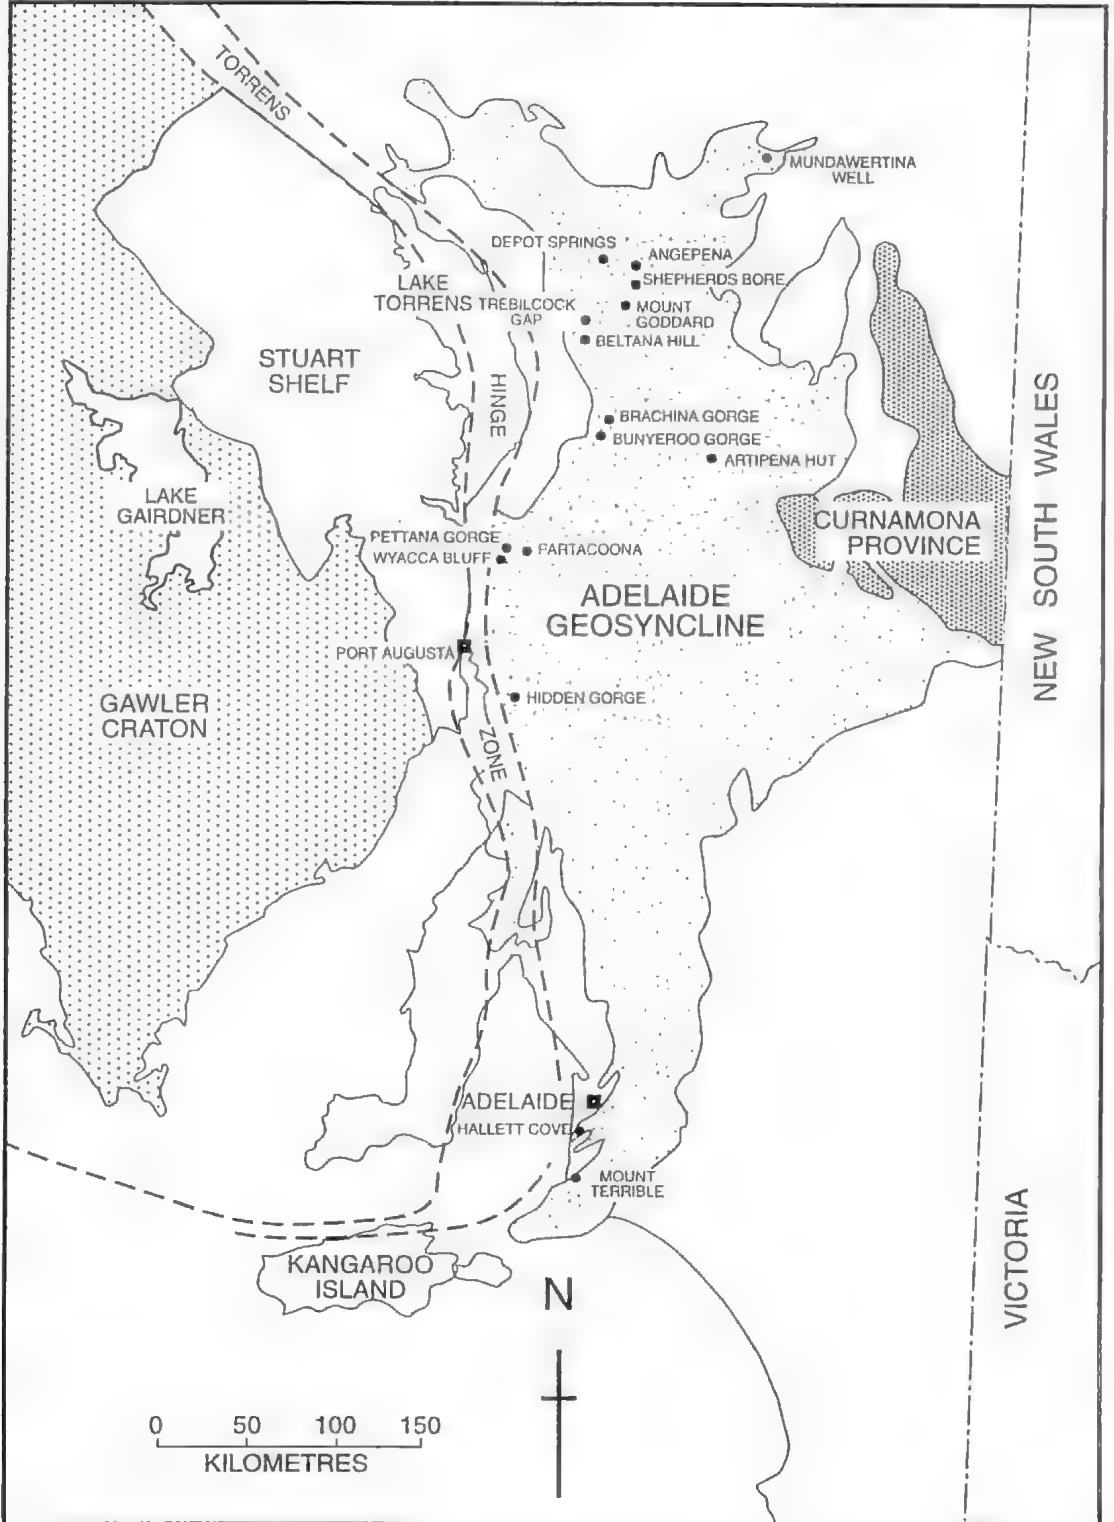 TORRENS
MUNDAWERTINA
WELL
DEPOT SPRINGS
ANGEPENA
SHEPHERDS BORE
LAKE
TORRENS
TREBILCOCK
GAP
MOUNT
GODDARD
BELTANA HILL
STUART
SHELF
HINGE
BRACHINA GORGE
BUNYEROO GORGE
ARTIPENA HUT
NEW SOUTH WALES
LAKE
GAIRDNER
CURNAMONA
PROVINCE
PETTANA GORGE
WYACCA BLUFF
PARTACOONA
ADELAIDE
GEOSYNCLINE
PORT AUGUSTA
GAWLER
CRATON
HIDDEN GORGE
ZONE
ADELAIDE
HALLETT COVE
MOUNT
TERRIBLE
VICTORIA
KANGAROO
ISLAND
N
0 50 100 150
KILOMETRES